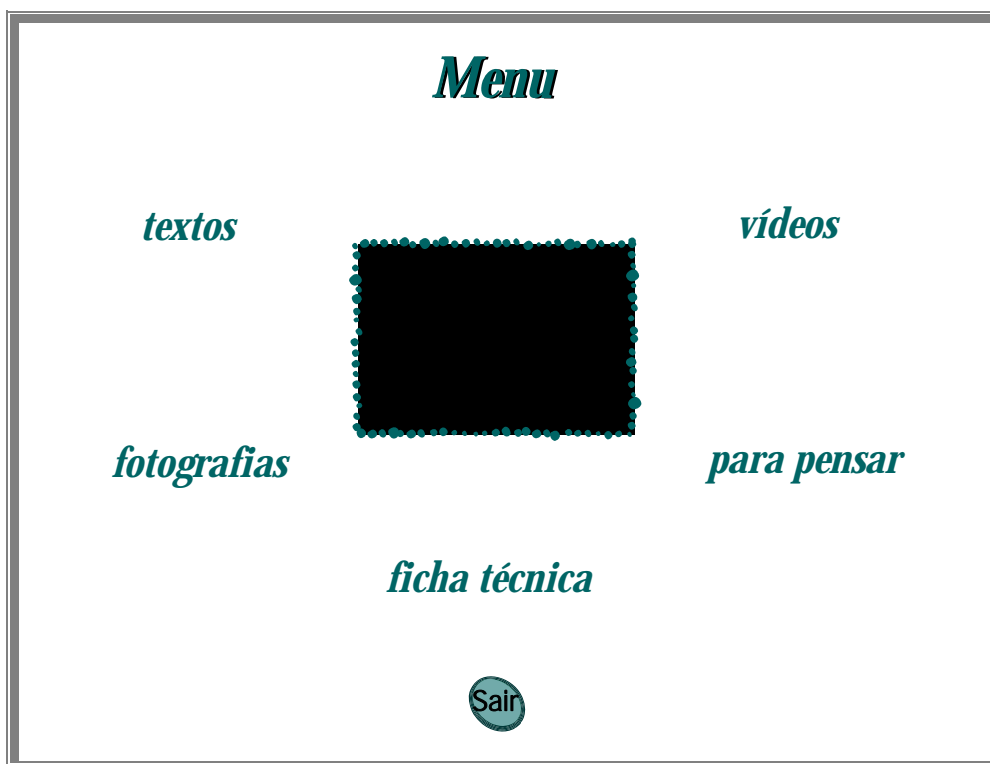 Menu
textos
vídeos
fotografias
para pensar
ficha técnica
Sair